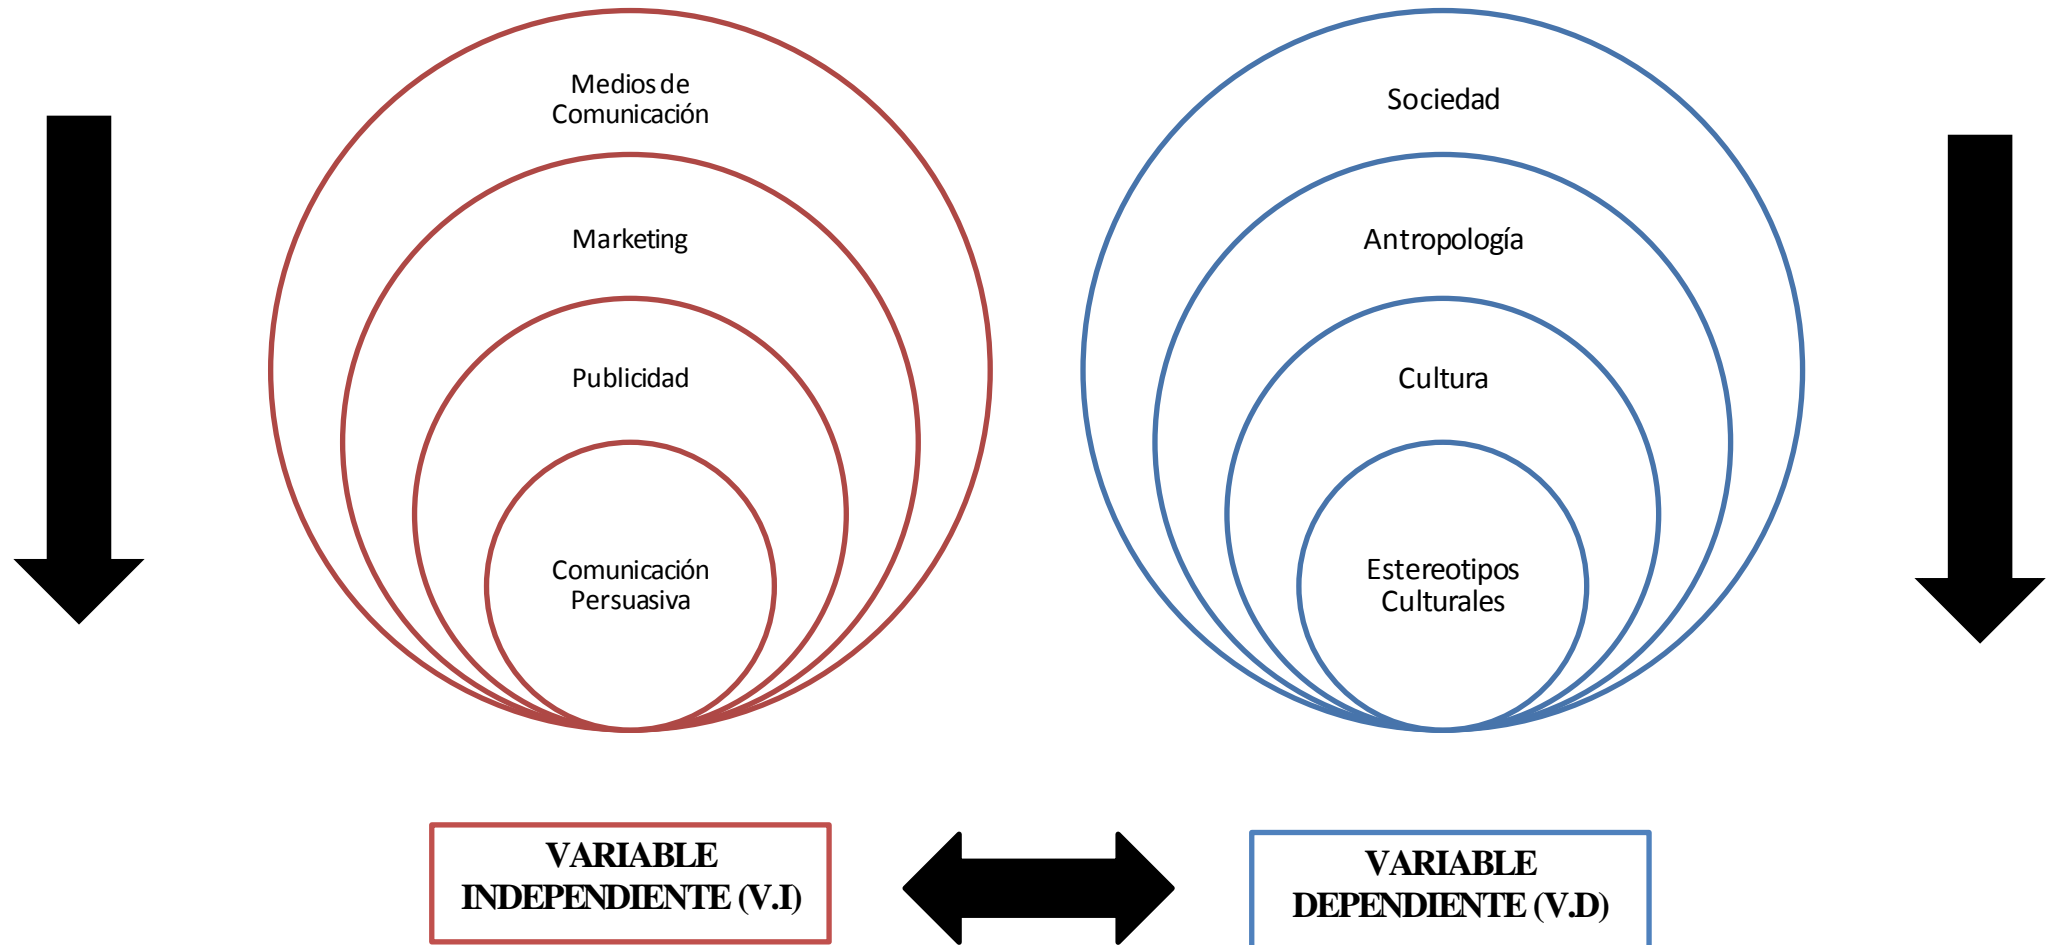 Medios de
Comunicación
Marketing
Publicidad
Comunicación
Persuasiva
Sociedad
Antropología
Cultura
Estereotipos
Culturales
VARIABLE
INDEPENDIENTE (V.I)
VARIABLE
DEPENDIENTE (V.D)